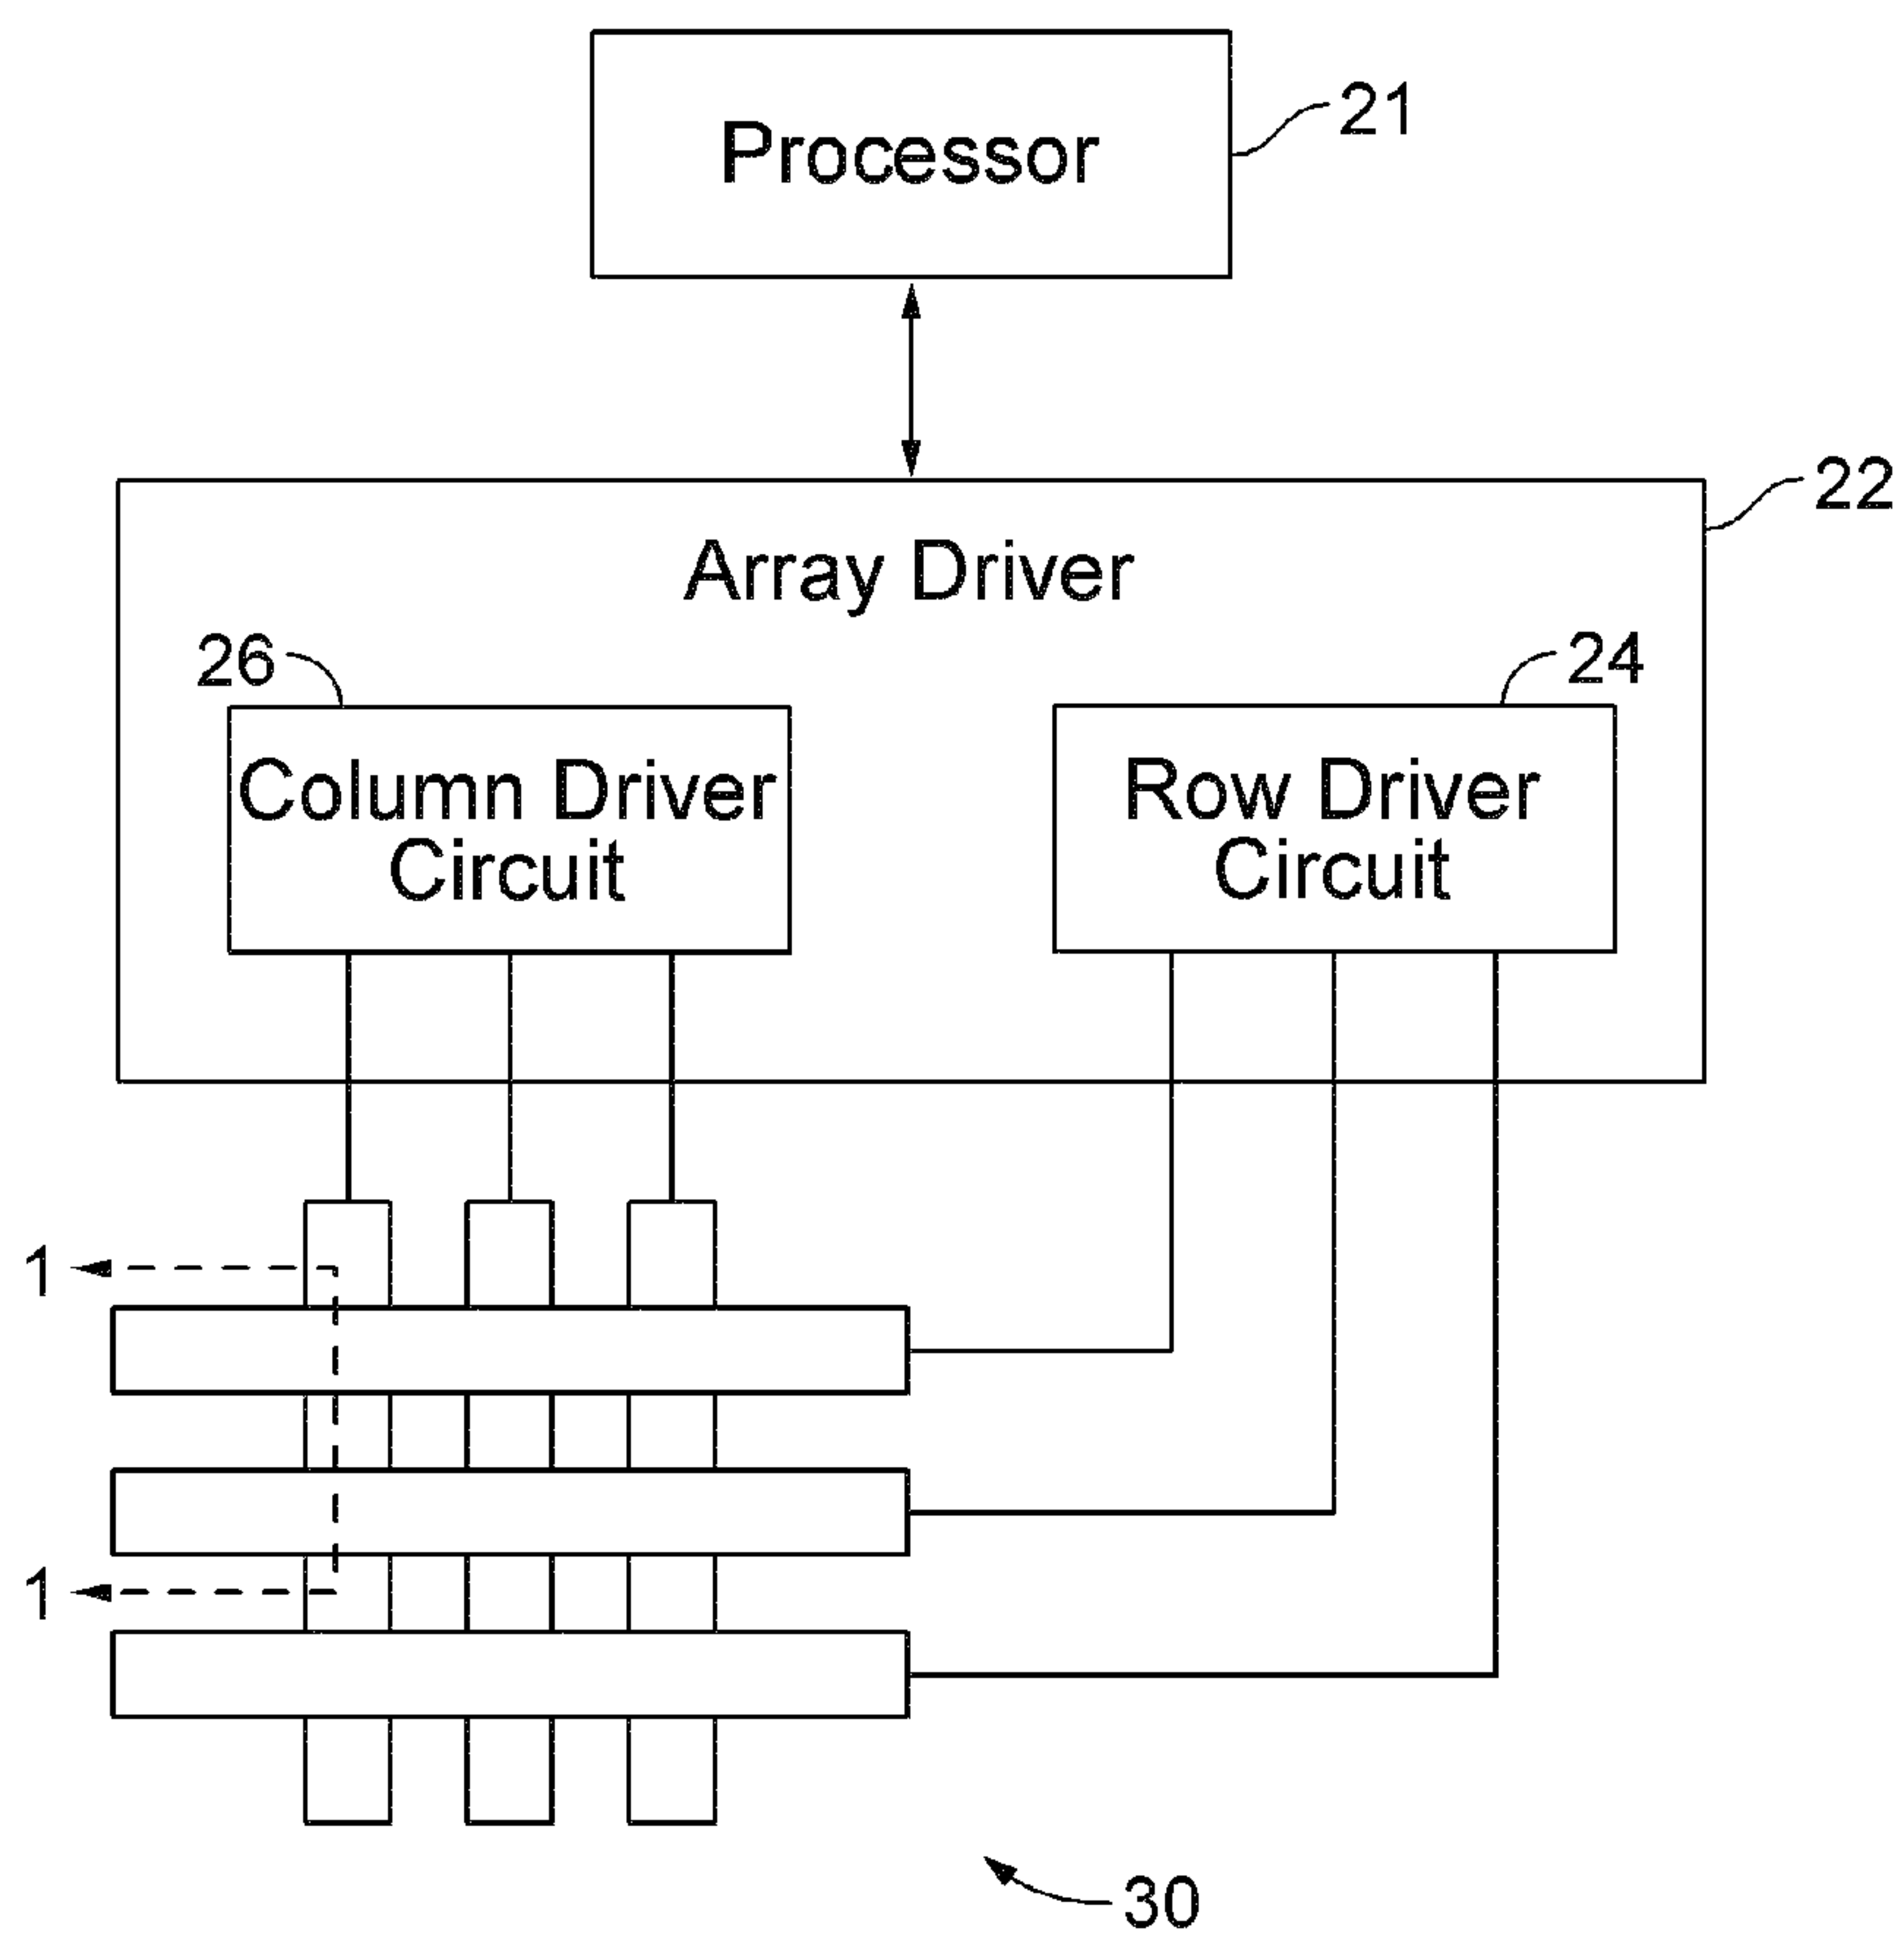 Processor
21
22
Array Driver
26
24
Column Driver
Circuit
Row Driver
Circuit
1
1
30